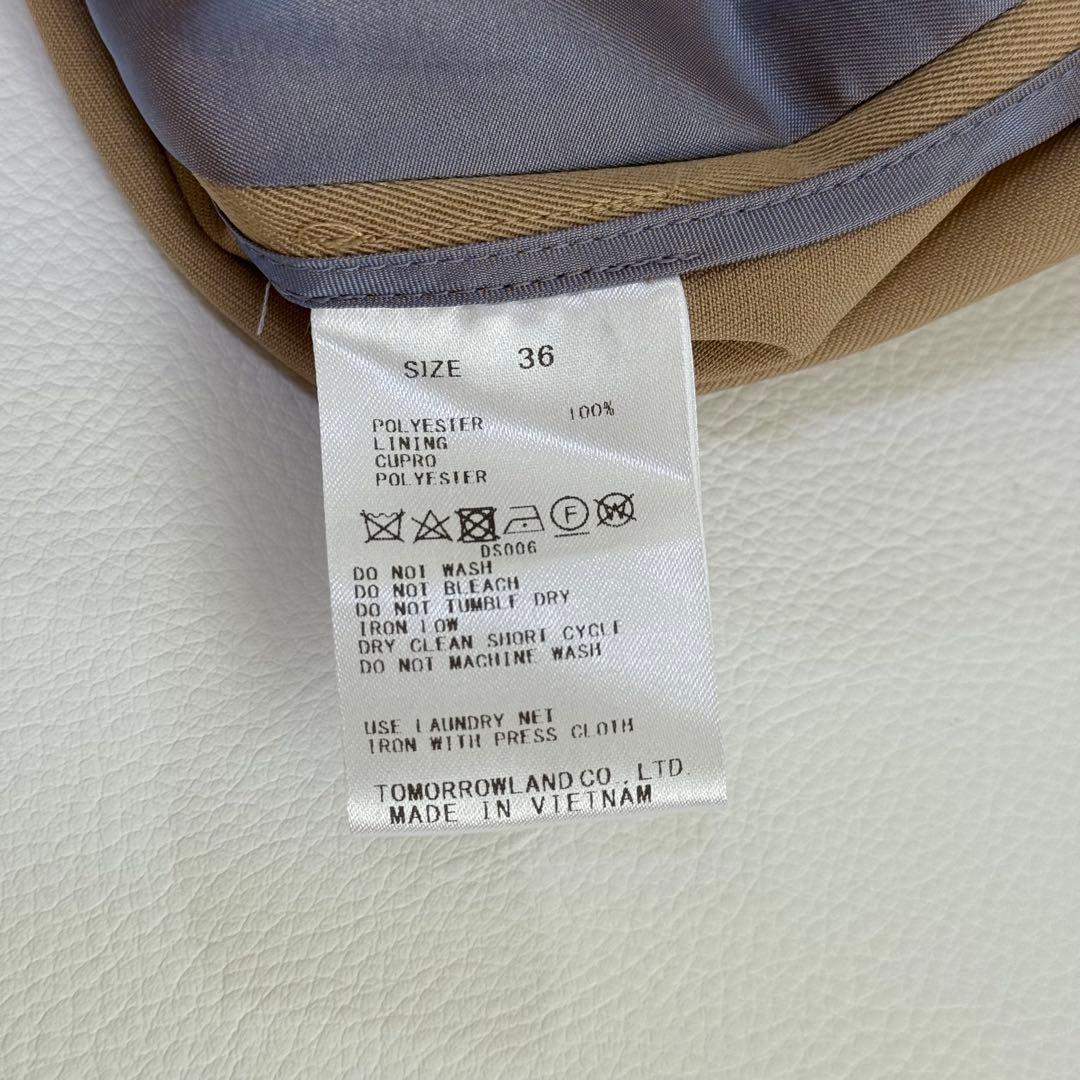 SIZE 36
POLYESTER 100%
LINING
CUPRO
POLYESTER
F W
DS006
DO NOT WASH
DO NOT BLEACH
DO NOT TUMBLE DRY
IRON LOW
DRY CLEAN SHORT CYCLE
DO NOT MACHINE WASH
USE LAUNDRY NET
IRON WITH PRESS CLOTH
TOMORROWLAND CO.,LTD.
MADE IN VIETNAM